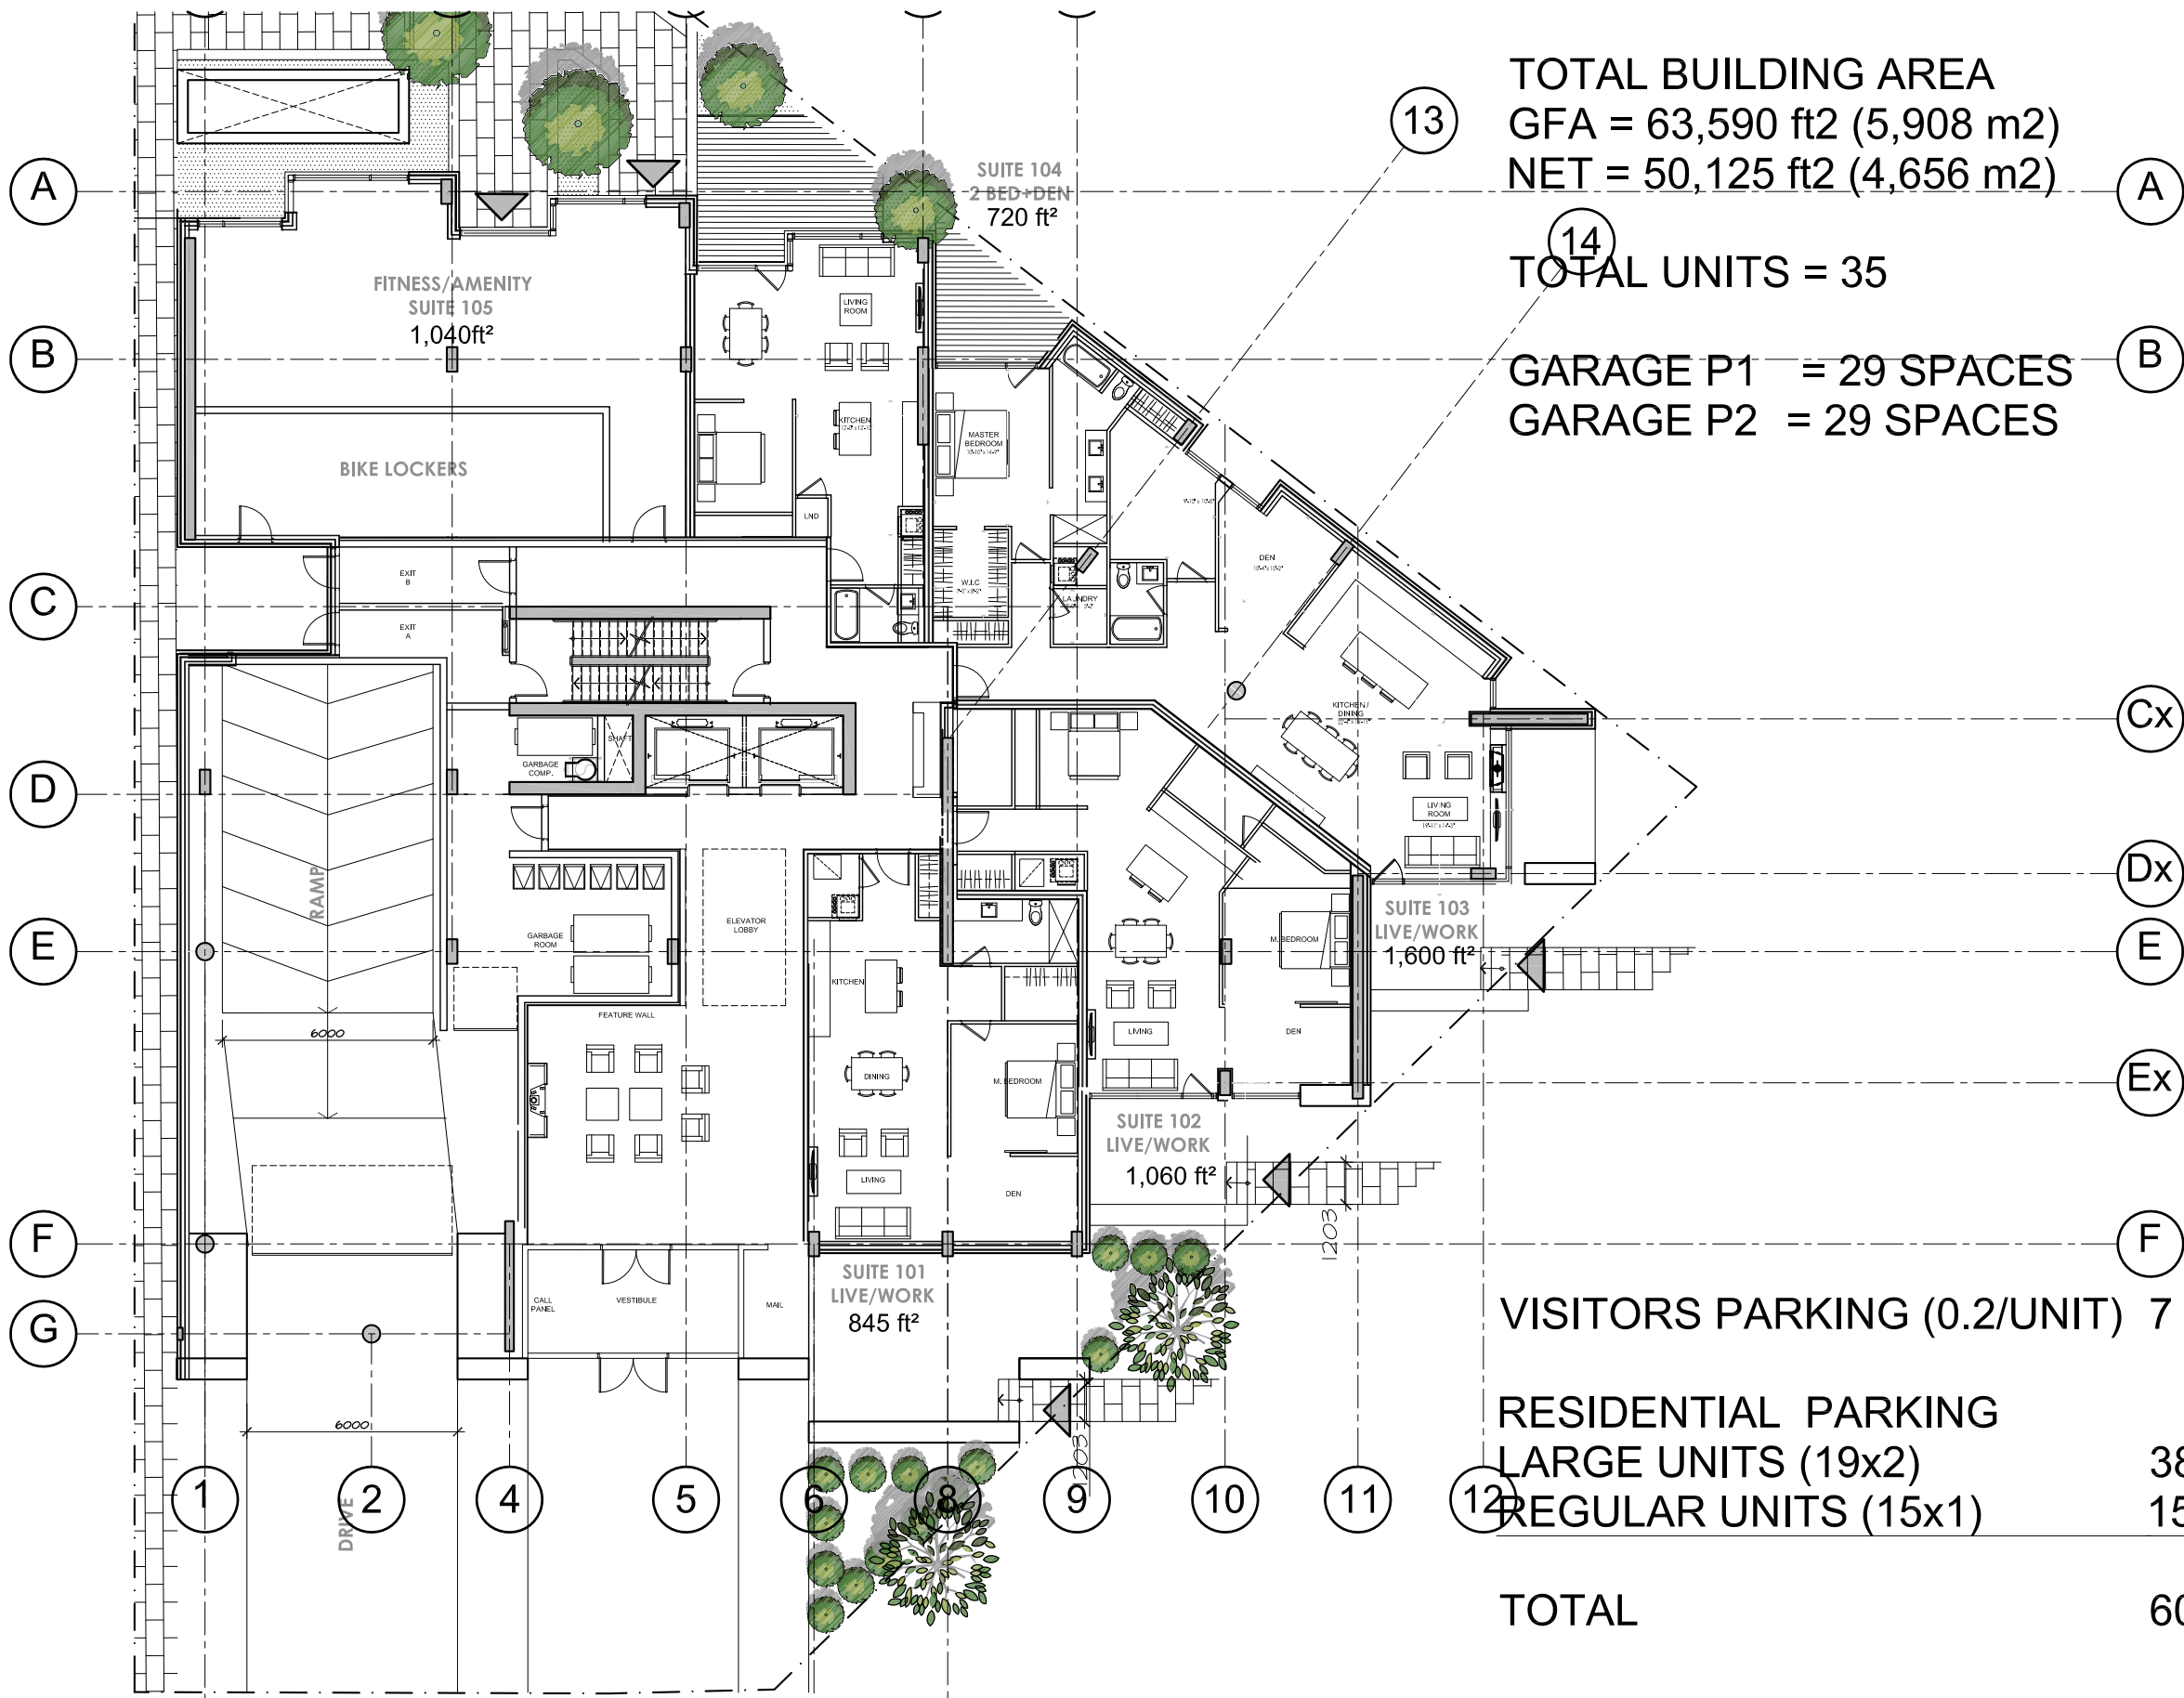 TOTAL BUILDING AREA
GFA = 63,590 ft2 (5,908 m2)
NET = 50,125 ft2 (4,656 m2)
TOTAL UNITS = 35
GARAGE P1 = 29 SPACES
GARAGE P2 = 29 SPACES
13
14
A
A
B
B
C
Cx
D
Dx
E
E
Ex
F
F
G
SUITE 104
2 BED+DEN
720 ft²
FITNESS/AMENITY
SUITE 105
1,040ft²
BIKE LOCKERS
LIVING
ROOM
KITCHEN
LND
MASTER
BEDROOM
W.I.C
LAUNDRY
DEN
EXIT
B
EXIT
A
SHAFT
GARBAGE
COMP.
KITCHEN /
DINING
LIVING
ROOM
RAMP
GARBAGE
ROOM
ELEVATOR
LOBBY
FEATURE WALL
6000
KITCHEN
DINING
LIVING
M. BEDROOM
DEN
LIVING
M. BEDROOM
DEN
SUITE 103
LIVE/WORK
1,600 ft²
SUITE 102
LIVE/WORK
1,060 ft²
1203
SUITE 101
LIVE/WORK
845 ft²
CALL
PANEL
VESTIBULE
MAIL
6000
1203
DRIVE
1
2
4
5
6
8
9
10
11
12
VISITORS PARKING (0.2/UNIT) 7
RESIDENTIAL PARKING
LARGE UNITS (19x2) 38
REGULAR UNITS (15x1) 15
TOTAL 60